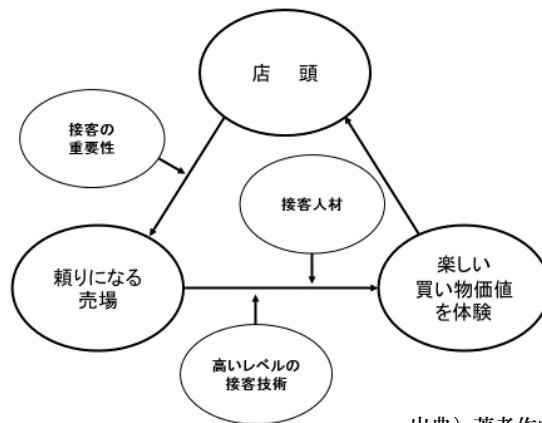 店 頭
接客の
重要性
接客人材
頼りになる
売場
楽しい
買い物価値
を体験
高いレベルの
接客技術